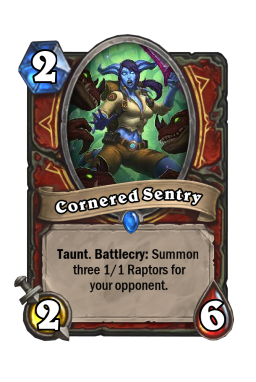 2
Cornered Sentry
Taunt. Battlecry: Summon
three 1/1 Raptors for
your opponent.
2
6